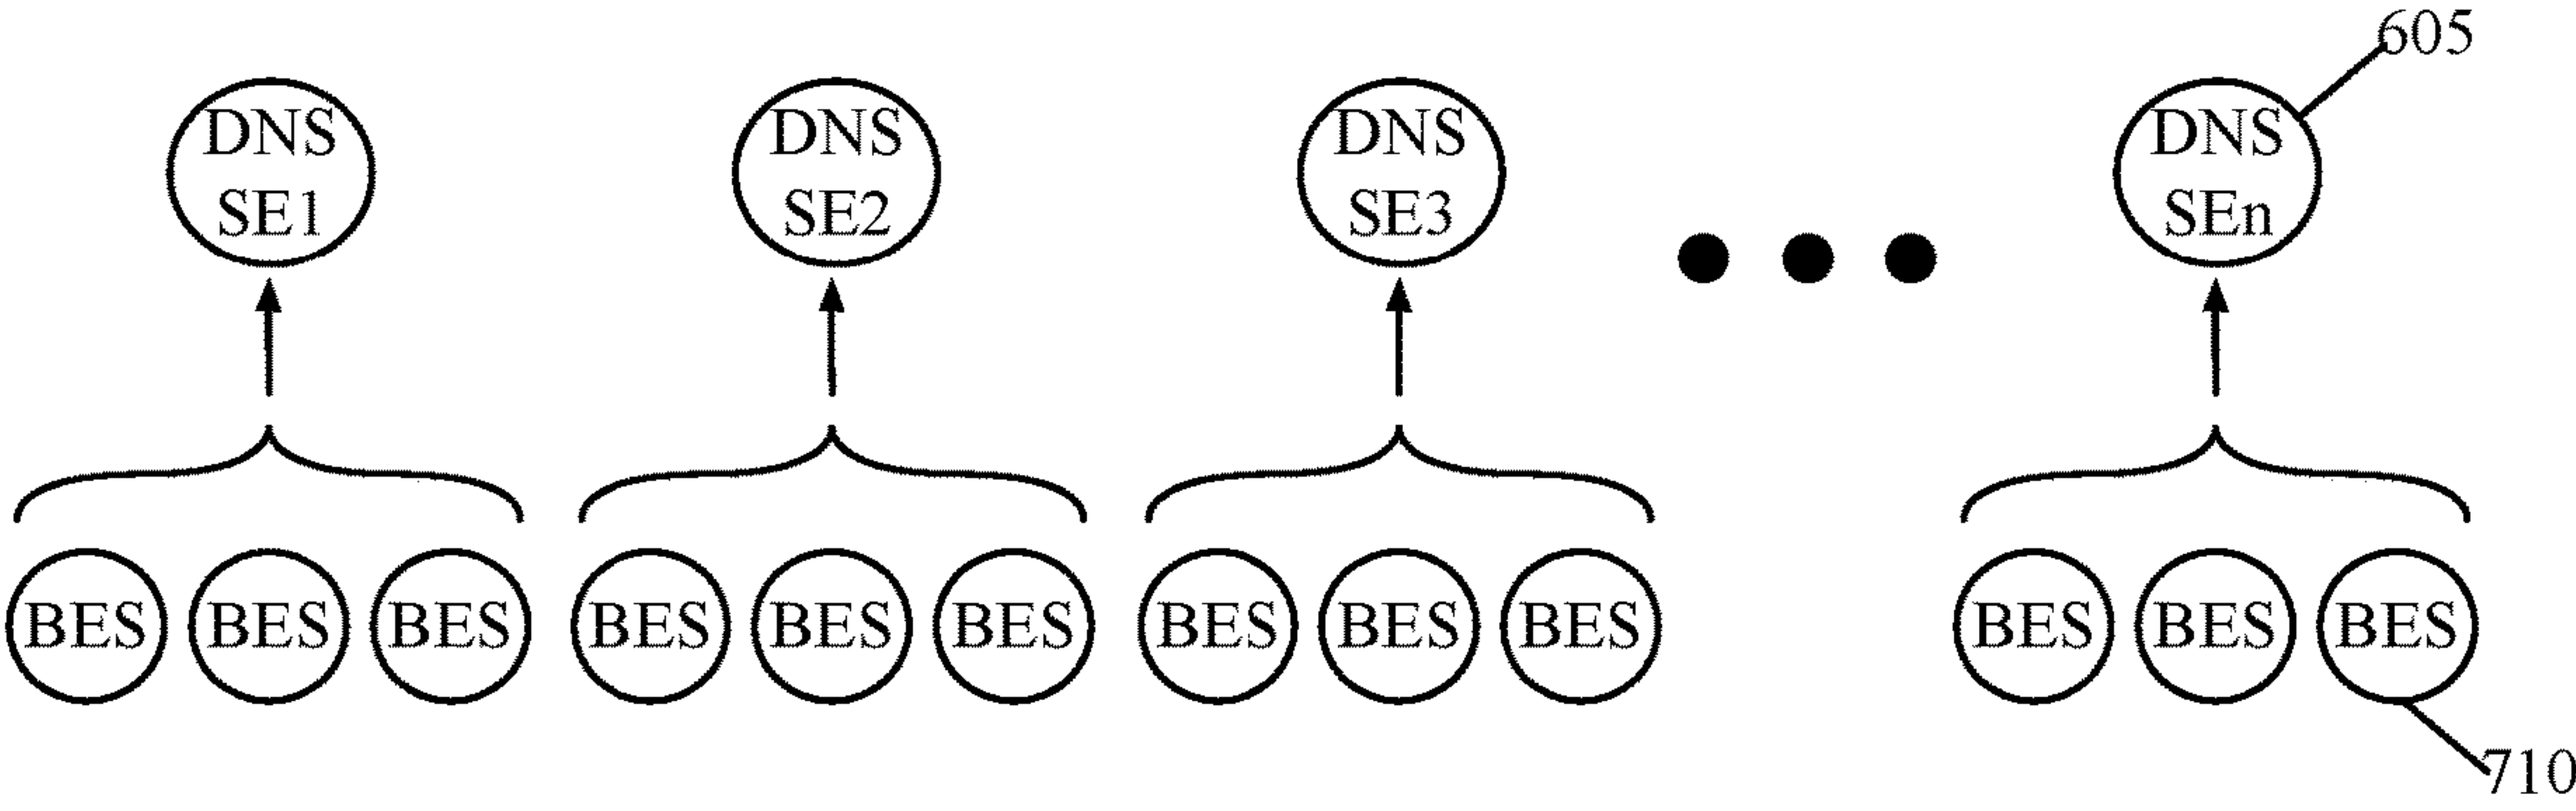 605
DNS DNS DNS DNS
SE1 SE2 SE3 SEn
BES BES BES BES BES BES BES BES BES BES BES BES
710